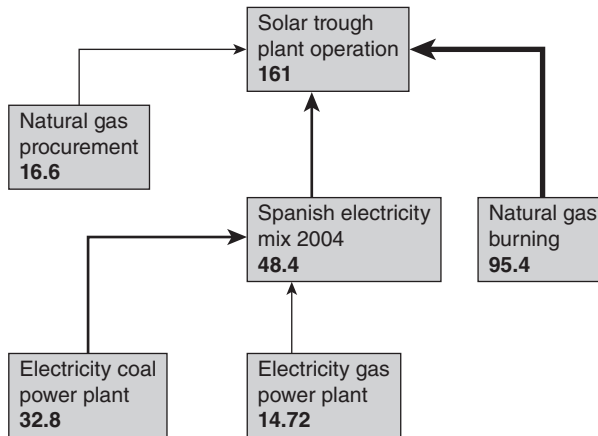 Solar trough
plant operation
161
Natural gas
procurement
16.6
Spanish electricity
mix 2004
48.4
Natural gas
burning
95.4
Electricity coal
power plant
32.8
Electricity gas
power plant
14.72